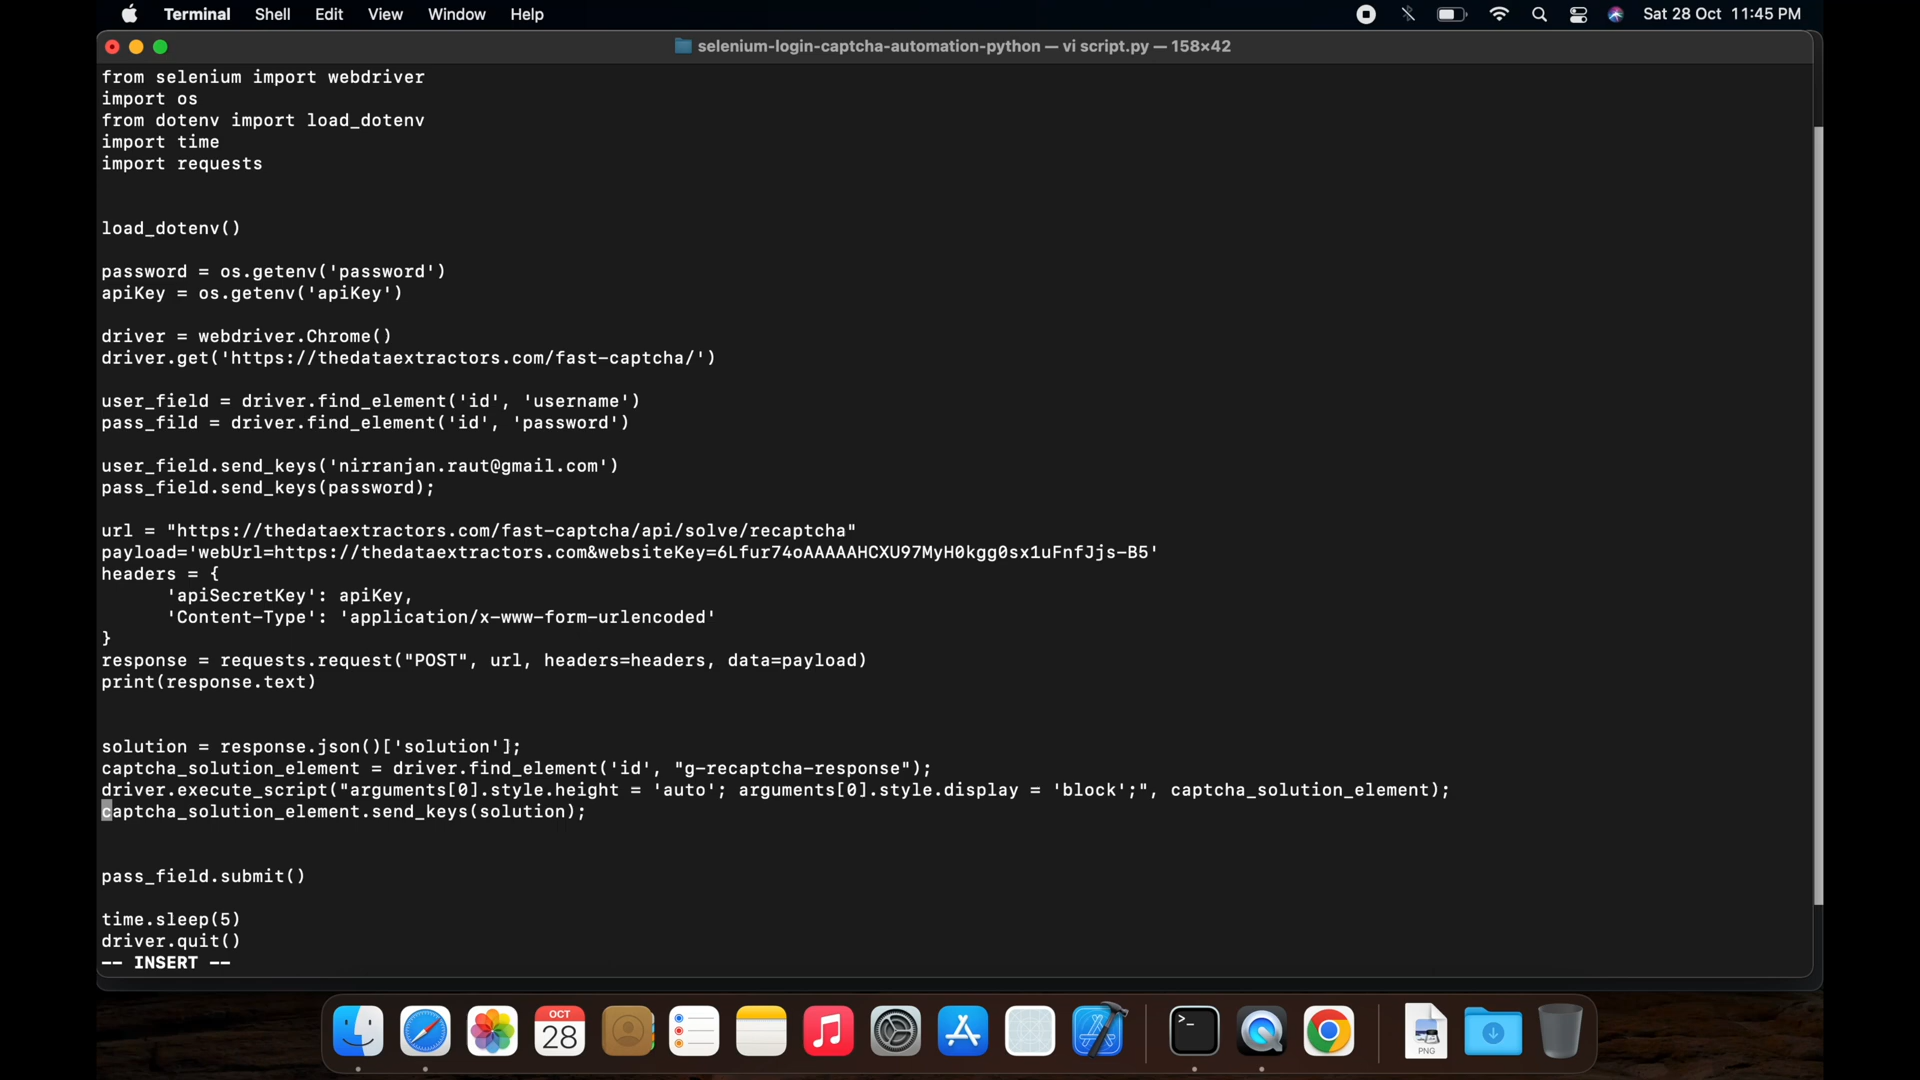 Terminal Shell Edit View Window Help Sat 28 Oct 11:45 PM
selenium-login-captcha-automation-python — vi script.py — 158×42
from selenium import webdriver
import os
from dotenv import load_dotenv
import time
import requests
load_dotenv()
password = os.getenv('password')
apiKey = os.getenv('apiKey')
driver = webdriver.Chrome()
driver.get('https://thedataextractors.com/fast-captcha/')
user_field = driver.find_element('id', 'username')
pass_fild = driver.find_element('id', 'password')
user_field.send_keys('nirranjan.raut@gmail.com')
pass_field.send_keys(password);
url = "https://thedataextractors.com/fast-captcha/api/solve/recaptcha"
payload='webUrl=https://thedataextractors.com&websiteKey=6Lfur74oAAAAAHCXU97MyH0kgg0sx1uFnfJjs-B5'
headers = {
'apiSecretKey': apiKey,
'Content-Type': 'application/x-www-form-urlencoded'
}
response = requests.request("POST", url, headers=headers, data=payload)
print(response.text)
solution = response.json()['solution'];
captcha_solution_element = driver.find_element('id', "g-recaptcha-response");
driver.execute_script("arguments[0].style.height = 'auto'; arguments[0].style.display = 'block';", captcha_solution_element);
captcha_solution_element.send_keys(solution);
pass_field.submit()
time.sleep(5)
driver.quit()
-- INSERT --
OCT
28
>_
PNG